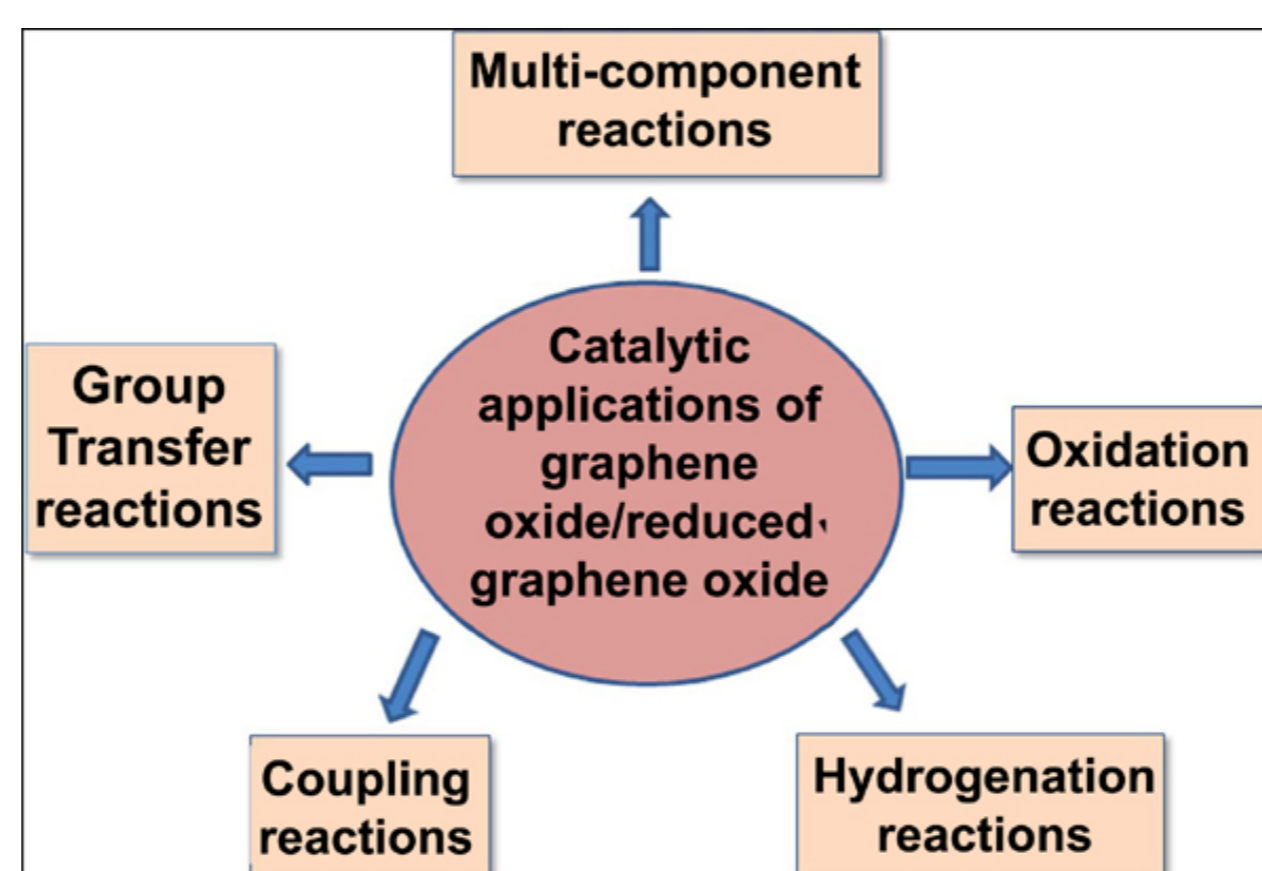 Multi-component
reactions
Catalytic
applications of
graphene
oxide/reduced
graphene oxide
Group
Transfer
reactions
Oxidation
reactions
Coupling
reactions
Hydrogenation
reactions